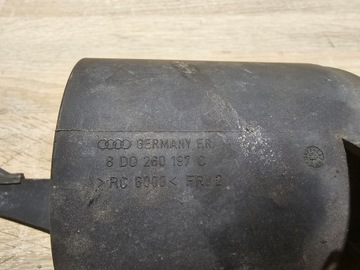 GERMANY FR.
8 D0 260 197 C
>RC 6000< FR. 2